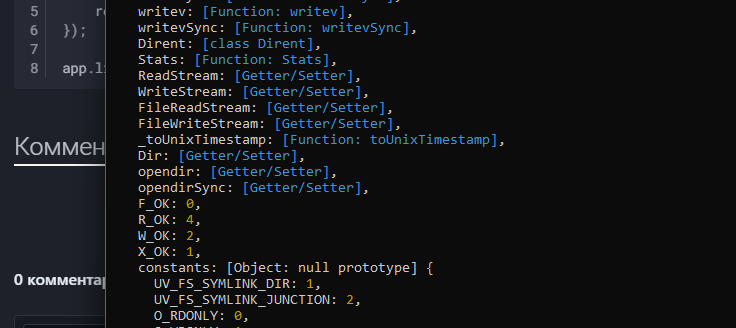 5 re
6 });
7
8 app.li
Коммен
0 комментар
writev: [Function: writev],
writevSync: [Function: writevSync],
Dirent: [class Dirent],
Stats: [Function: Stats],
ReadStream: [Getter/Setter],
WriteStream: [Getter/Setter],
FileReadStream: [Getter/Setter],
FileWriteStream: [Getter/Setter],
_toUnixTimestamp: [Function: toUnixTimestamp],
Dir: [Getter/Setter],
opendir: [Getter/Setter],
opendirSync: [Getter/Setter],
F_OK: 0,
R_OK: 4,
W_OK: 2,
X_OK: 1,
constants: [Object: null prototype] {
UV_FS_SYMLINK_DIR: 1,
UV_FS_SYMLINK_JUNCTION: 2,
O_RDONLY: 0,